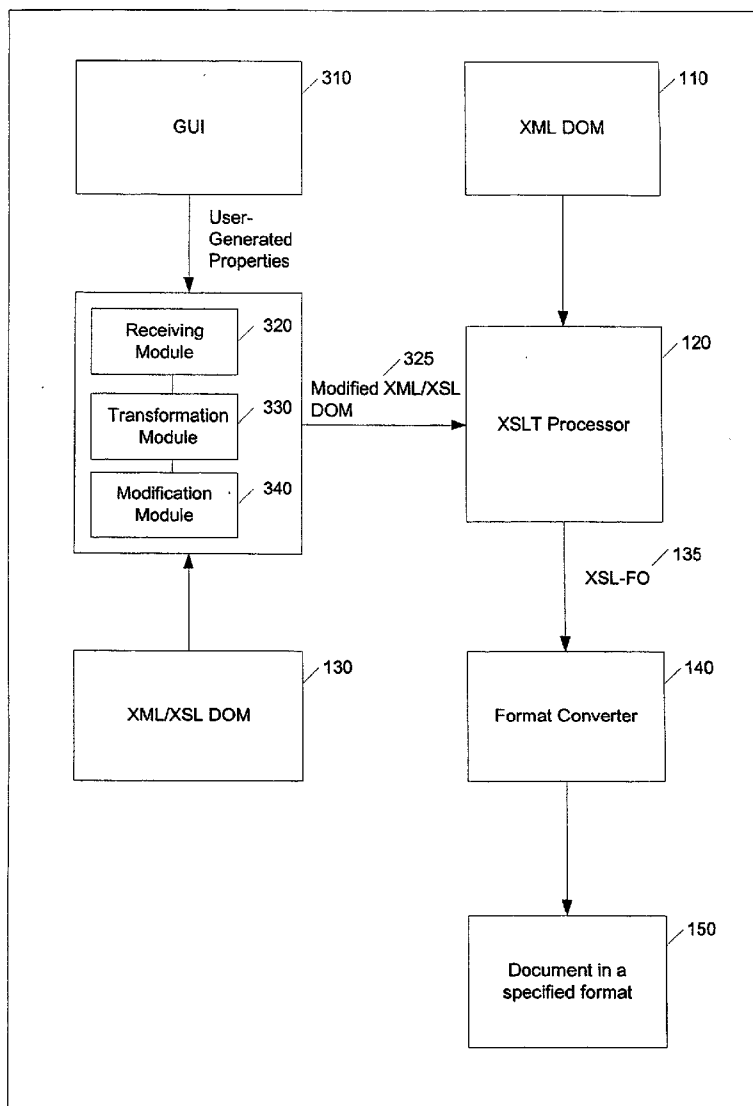 310
GUI
110
XML DOM
User-
Generated
Properties
Receiving
Module
320
Transformation
Module
330
Modification
Module
340
325
Modified XML/XSL
DOM
120
XSLT Processor
XSL-FO
135
130
XML/XSL DOM
140
Format Converter
150
Document in a
specified format